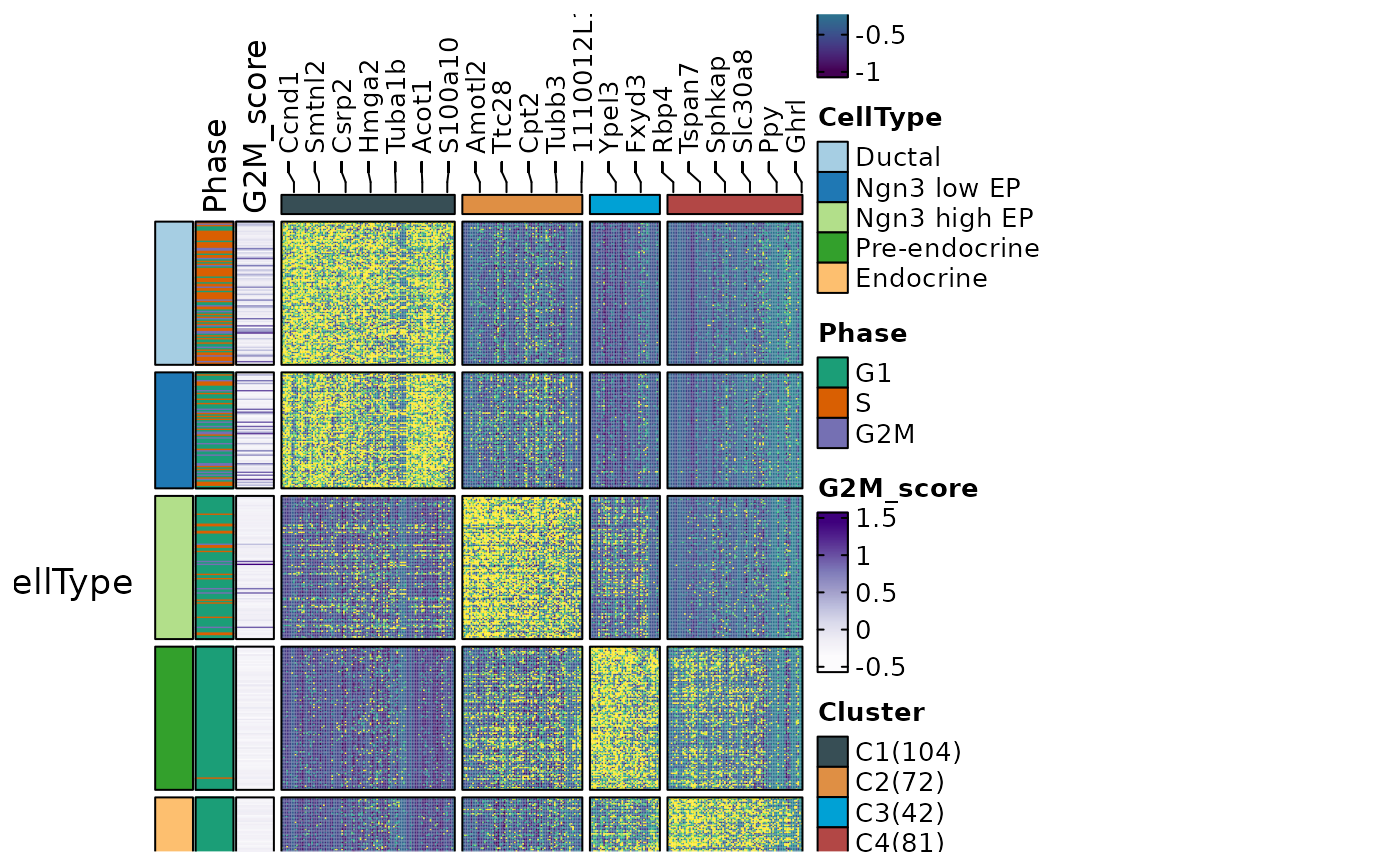 -0.5
-1
Phase
G2M_score
Ccnd1
Smtnl2
Csrp2
Hmga2
Tuba1b
Acot1
S100a10
Amotl2
Ttc28
Cpt2
Tubb3
1110012L
Ypel3
Fxyd3
Rbp4
Tspan7
Sphkap
Slc30a8
Ppy
Ghrl
CellType
Ductal
Ngn3 low EP
Ngn3 high EP
Pre-endocrine
Endocrine
Phase
G1
S
G2M
G2M_score
1.5
1
0.5
0
-0.5
ellType
Cluster
C1(104)
C2(72)
C3(42)
C4(81)